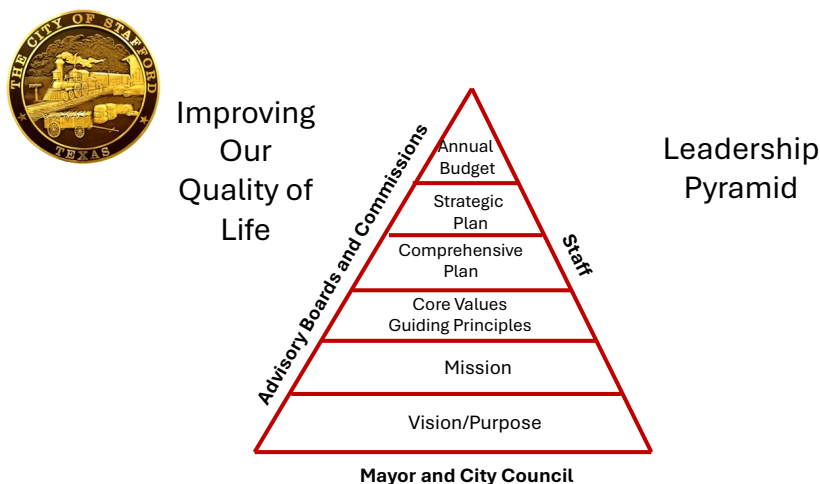 THE CITY OF STAFFORD
TEXAS
Improving
Our
Quality of
Life
Leadership
Pyramid
Advisory Boards and Commissions
Annual
Budget
Strategic
Plan
Staff
Comprehensive
Plan
Core Values
Guiding Principles
Mission
Vision/Purpose
Mayor and City Council